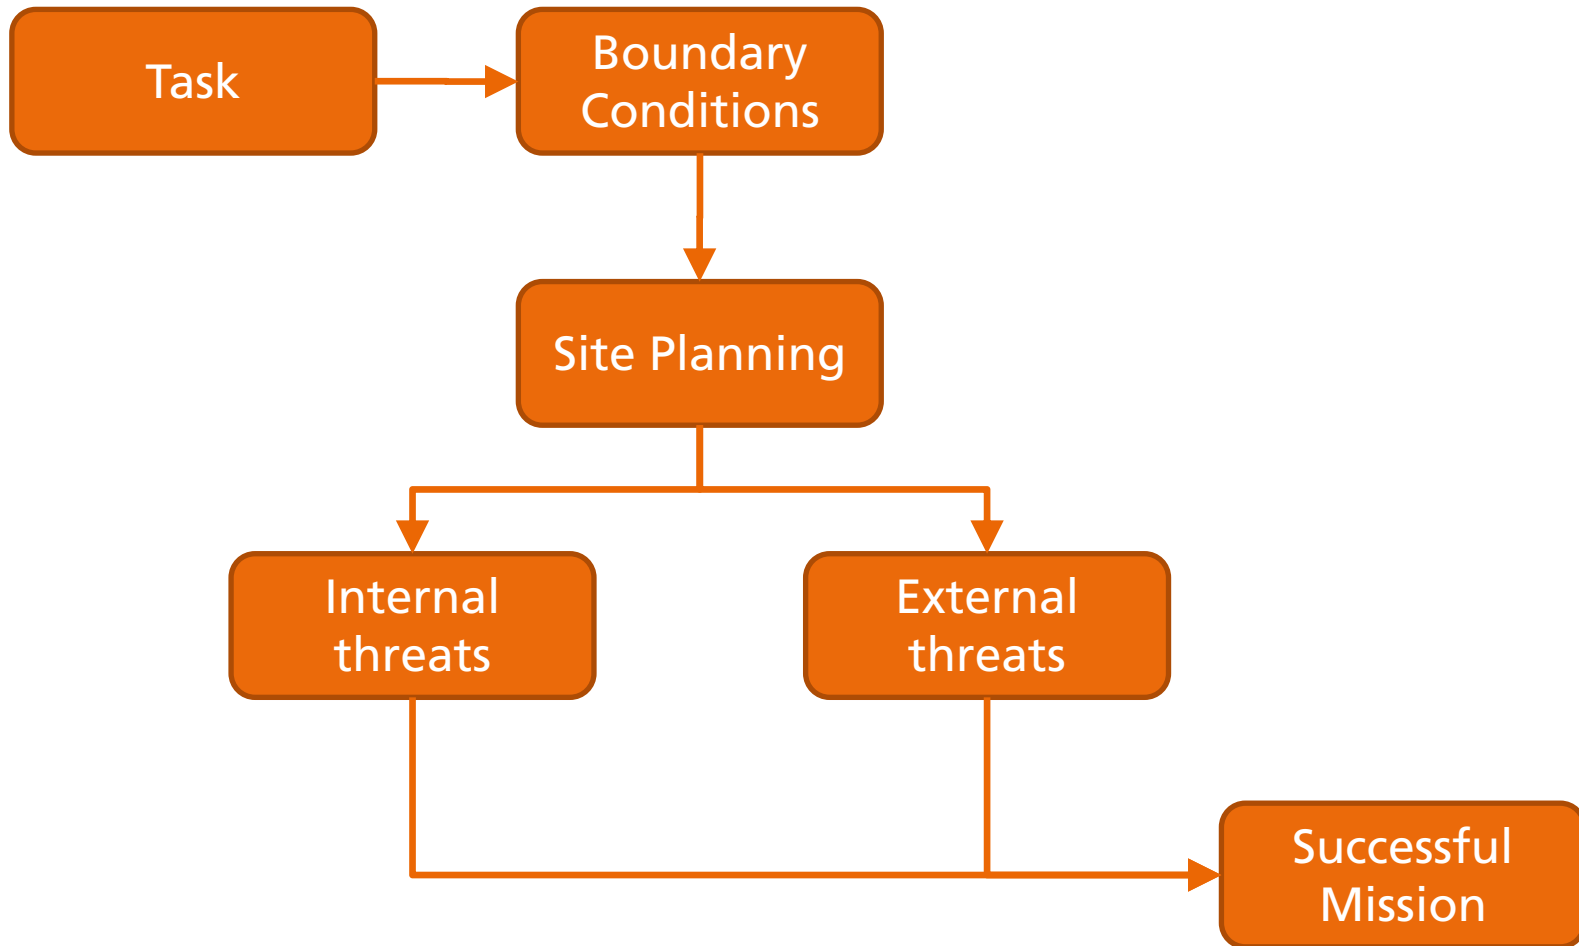 Task
Boundary
Conditions
Site Planning
Internal
threats
External
threats
Successful
Mission